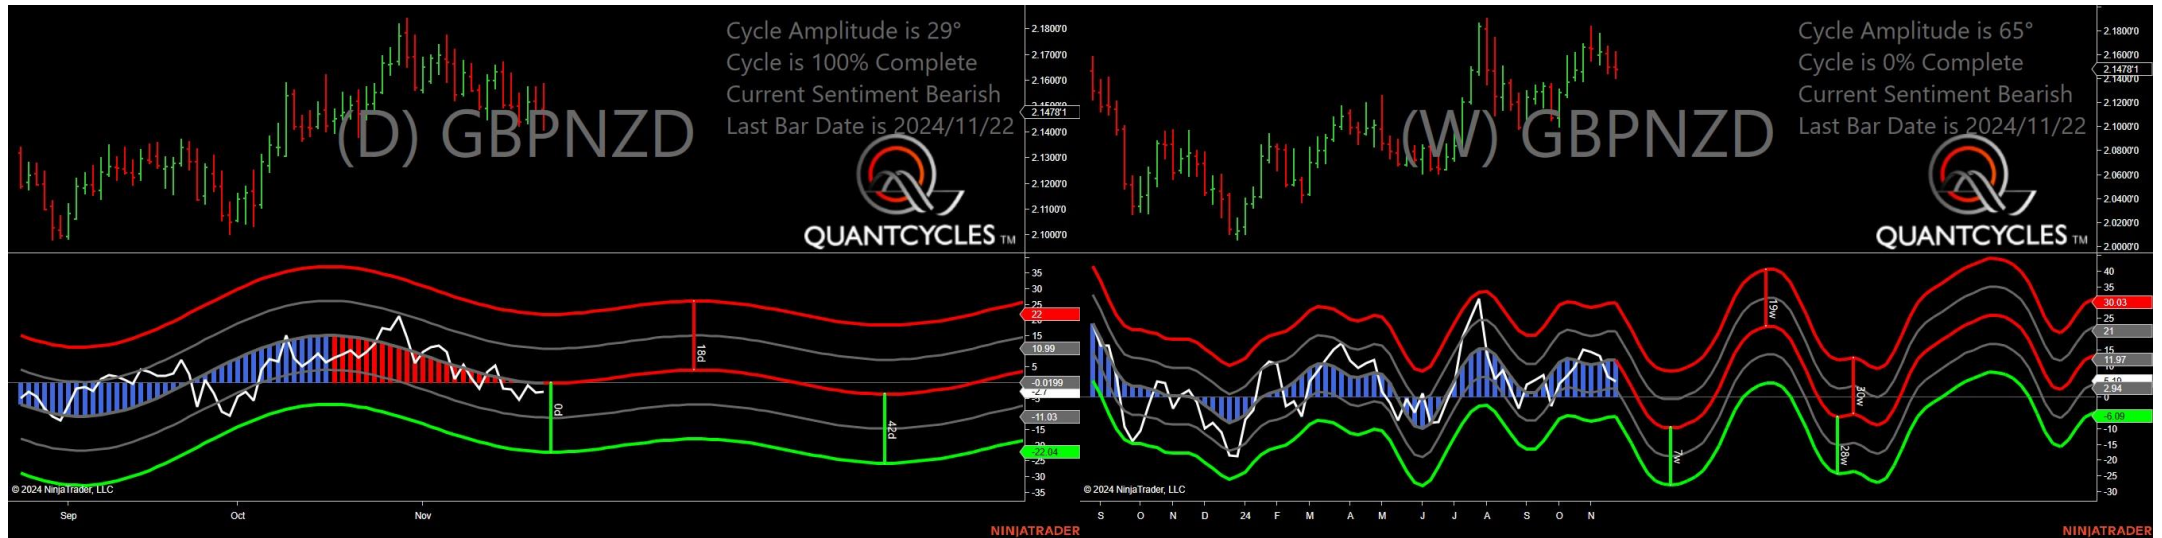 Cycle Amplitude is 29°
Cycle is 100% Complete
Current Sentiment Bearish
Last Bar Date is 2024/11/22
(D) GBPNZD
QUANTCYCLES TM
2.1800'0
2.1700'0
2.1600'0
2.1478'1
2.1400'0
2.1300'0
2.1200'0
2.1100'0
2.1000'0
35
30
25
22
15
10.99
5
-0.0199
-11.03
-15
-22.04
-25
-30
-35
18d
0d
42d
© 2024 NinjaTrader, LLC
Sep Oct Nov
NINJATRADER
Cycle Amplitude is 65°
Cycle is 0% Complete
Current Sentiment Bearish
Last Bar Date is 2024/11/22
(W) GBPNZD
QUANTCYCLES TM
2.1800'0
2.1600'0
2.1478'1
2.1400'0
2.1200'0
2.1000'0
2.0800'0
2.0600'0
2.0400'0
2.0200'0
2.0000'0
40
35
30.03
25
21
15
11.97
2.94
0
-6.09
-10
-15
-20
-25
-30
19w
30w
7w
28w
© 2024 NinjaTrader, LLC
S O N D 24 F M A M J J A S O N
NINJATRADER